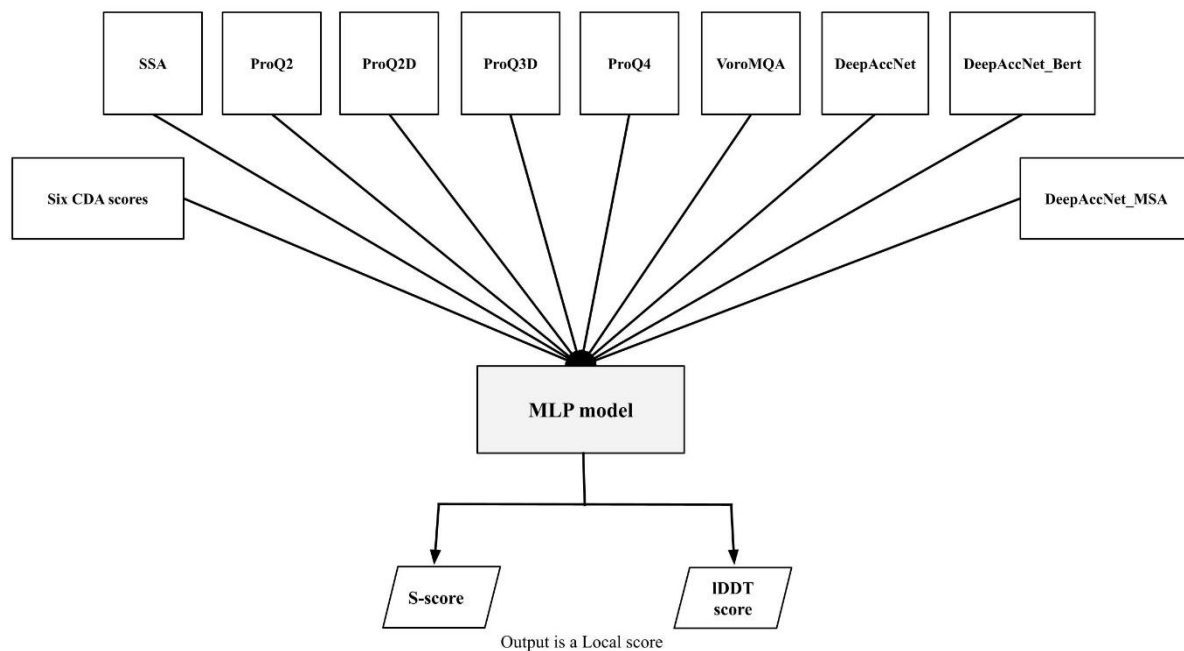 SSA
ProQ2
ProQ2D
ProQ3D
ProQ4
VoroMQA
DeepAccNet
DeepAccNet_Bert
Six CDA scores
DeepAccNet_MSA
MLP model
S-score
lDDT
score
Output is a Local score